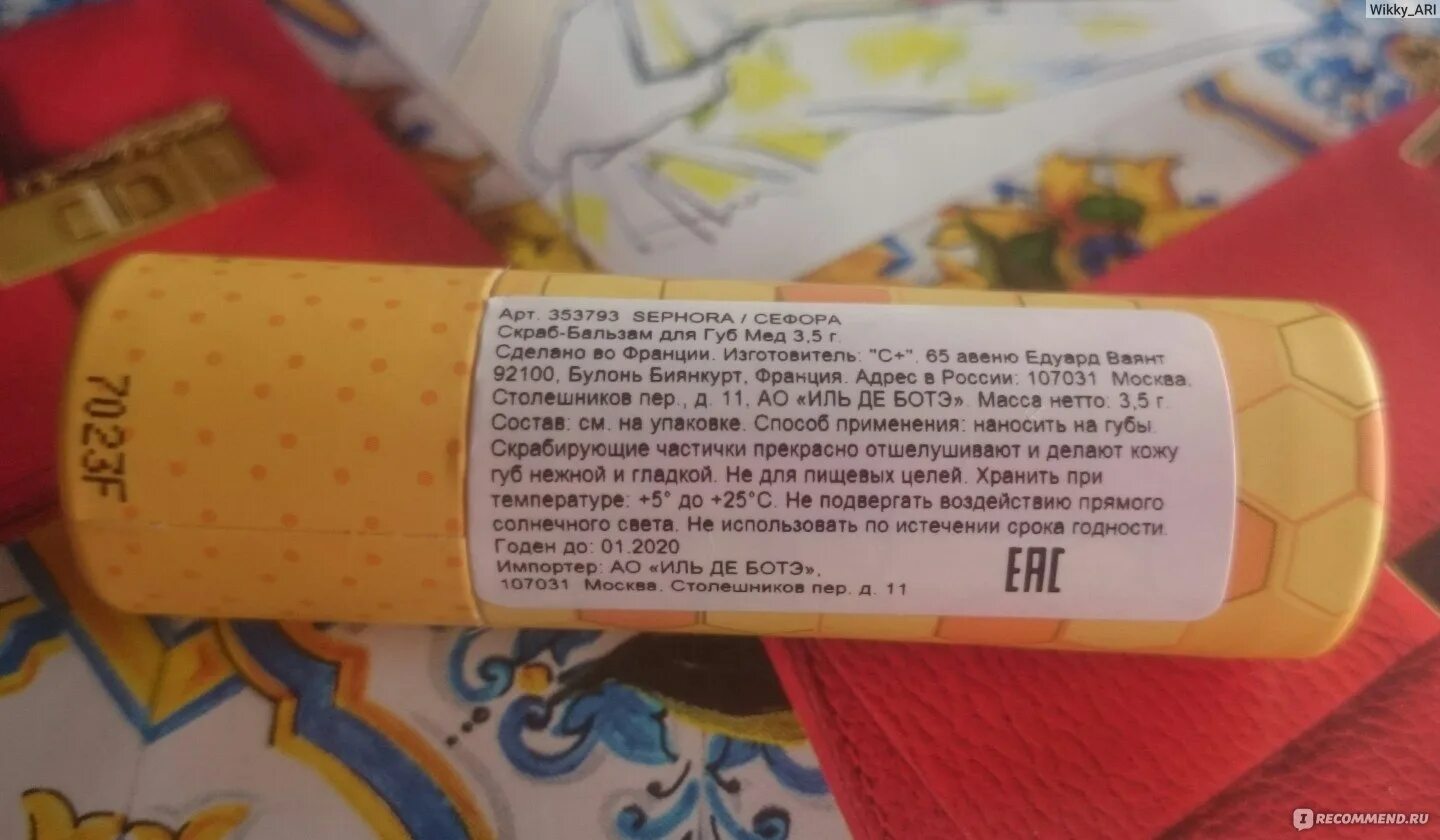 Wikky_ARI
Арт. 353793 SEPHORA / СЕФОРА
Скраб-Бальзам для Губ Мед 3,5 г.
Сделано во Франции. Изготовитель: "С+". 65 авеню Едуард Ваянт
92100, Булонь Биянкурт, Франция. Адрес в России: 107031 Москва,
Столешников пер., д. 11, АО «ИЛЬ ДЕ БОТЭ». Масса нетто: 3,5 г.
Состав: см. на упаковке. Способ применения: наносить на губы.
Скрабирующие частички прекрасно отшелушивают и делают кожу
губ нежной и гладкой. Не для пищевых целей. Хранить при
температуре: +5° до +25°С. Не подвергать воздействию прямого
солнечного света. Не использовать по истечении срока годности.
Годен до: 01.2020
Импортер: АО «ИЛЬ ДЕ БОТЭ»,
107031 Москва. Столешников пер. д. 11
EAC
7023F
IRECOMMEND.RU